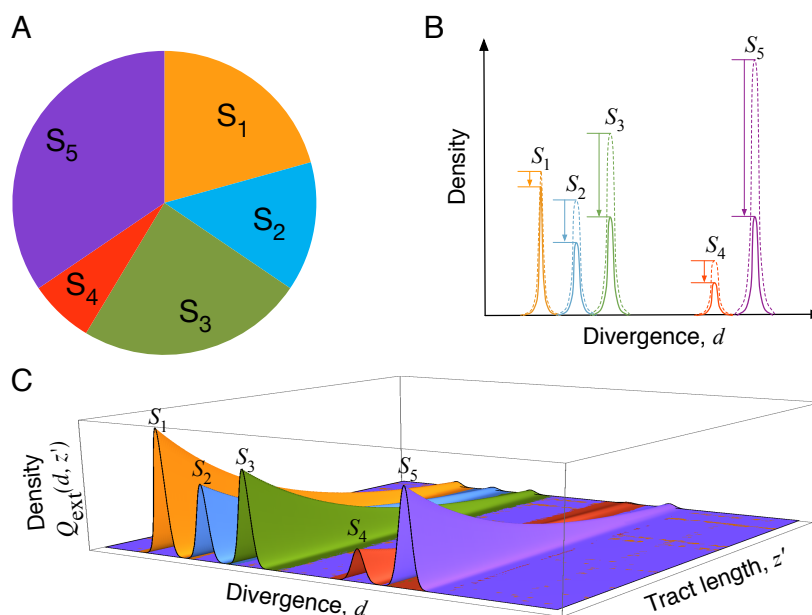 A
S1
S2
S3
S4
S5
B
Density
S1
S2
S3
S4
S5
Divergence, d
C
Density
Qext(d, z')
S1
S2
S3
S4
S5
Divergence, d
Tract length, z'